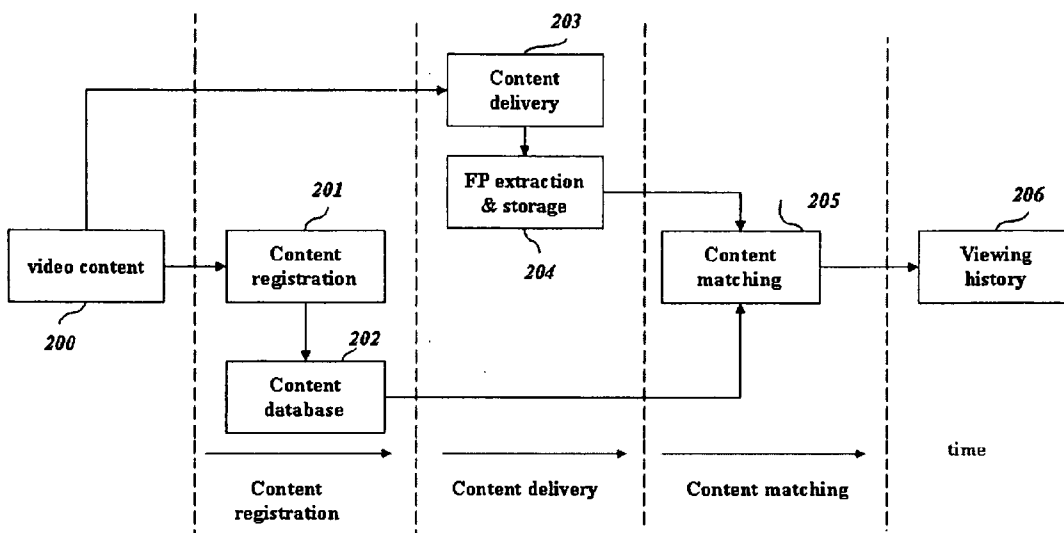 203
Content
delivery
201
FP extraction
& storage
205
206
video content
Content
registration
204
Content
matching
Viewing
history
200
202
Content
database
time
Content
registration
Content delivery
Content matching